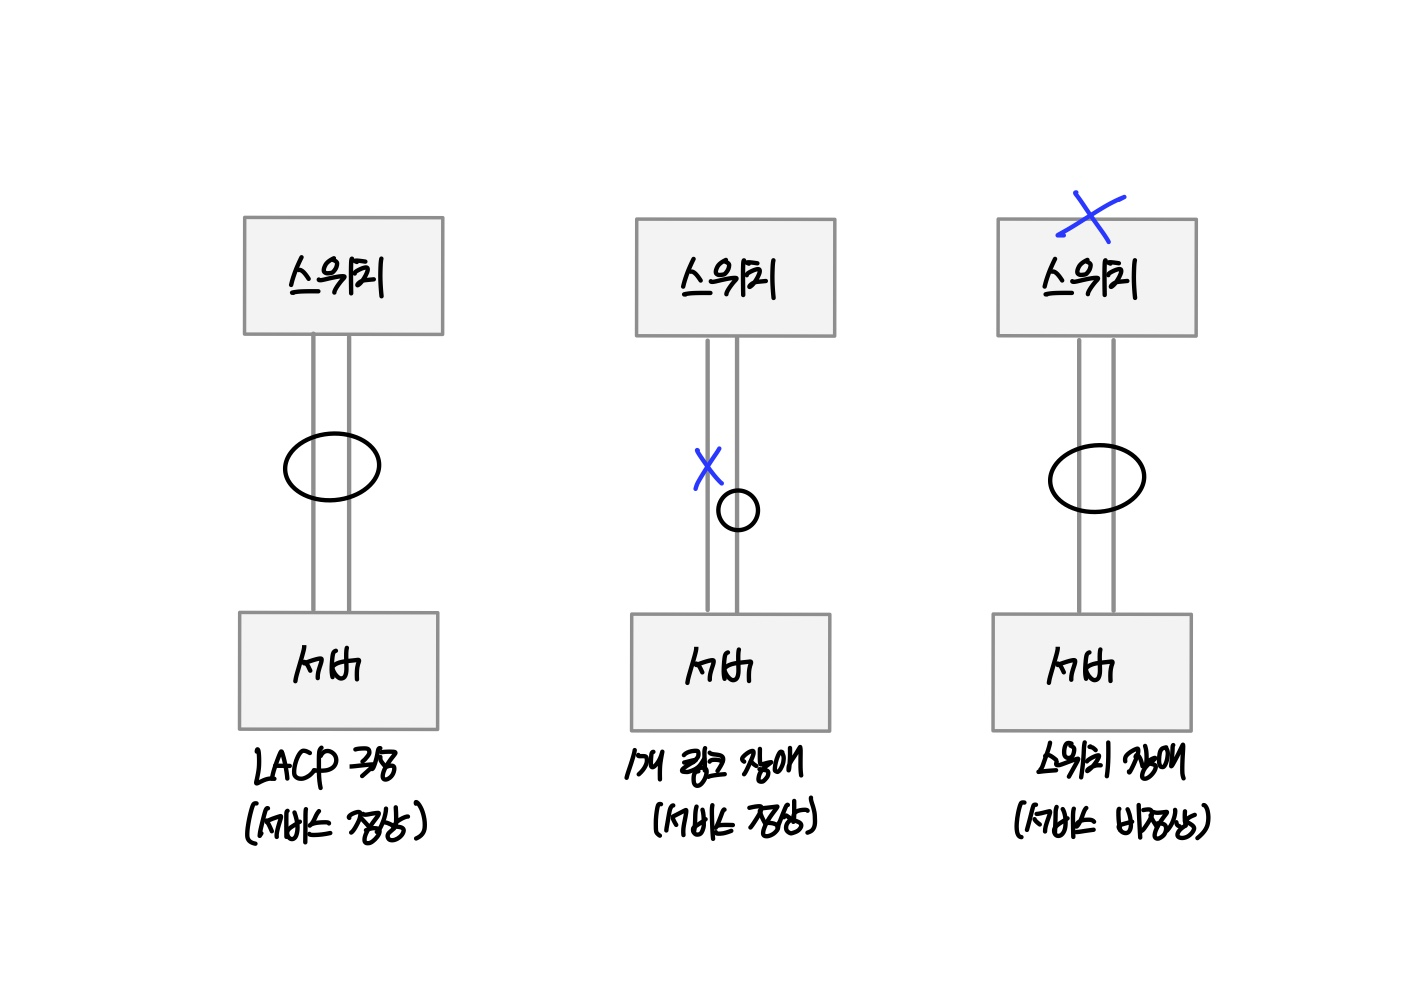 스위치
서버
LACP 구성
(서비스 정상)
스위치
서버
1개 링크 장애
(서비스 정상)
스위치
서버
스위치 장애
(서비스 비정상)